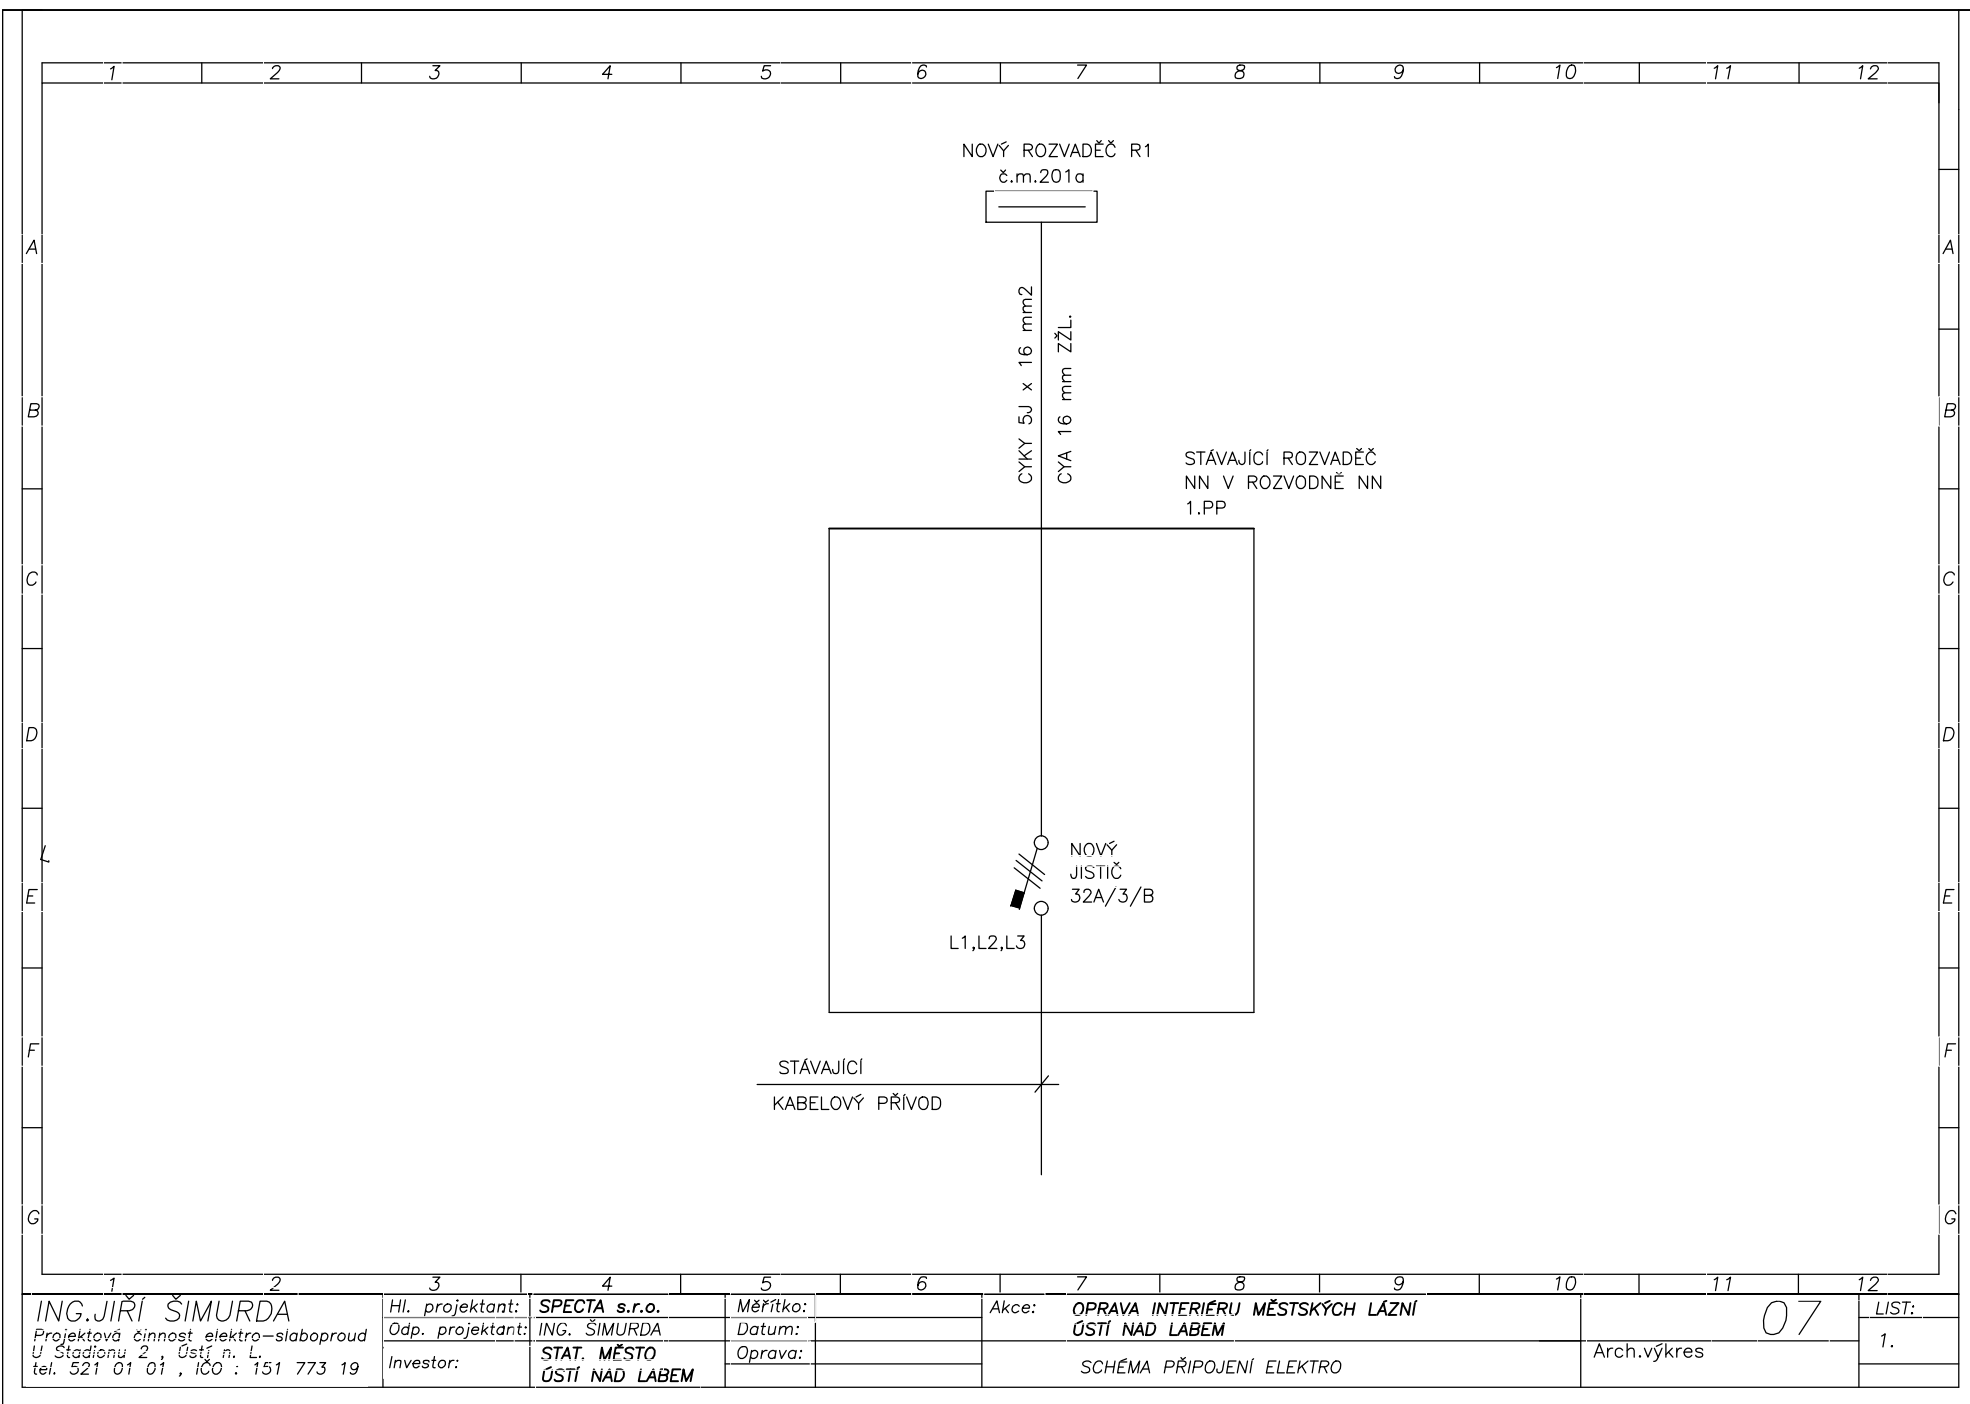 1 2 3 4 5 6 7 8 9 10 11 12
NOVÝ ROZVADĚČ R1
č.m.201a
A A
CYKY 5J x 16 mm2
CYA 16 mm ZŽL.
B B
STÁVAJÍCÍ ROZVADĚČ
NN V ROZVODNĚ NN
1.PP
C C
D D
NOVÝ
JISTIČ
32A/3/B
E E
L1,L2,L3
STÁVAJÍCÍ
KABELOVÝ PŘÍVOD
F F
G G
1 2 3 4 5 6 7 8 9 10 11 12
ING.JIŘÍ ŠIMURDA
Projektová činnost elektro-slaboproud
U Stadionu 2 , Ústí n. L.
tel. 521 01 01 , IČO : 151 773 19
Hl. projektant: SPECTA s.r.o.
Odp. projektant: ING. ŠIMURDA
Investor: STAT. MĚSTO
ÚSTÍ NAD LABEM
Měřítko:
Datum:
Oprava:
Akce: OPRAVA INTERIÉRU MĚSTSKÝCH LÁZNÍ
ÚSTÍ NAD LABEM
SCHÉMA PŘIPOJENÍ ELEKTRO
07
Arch.výkres
LIST:
1.